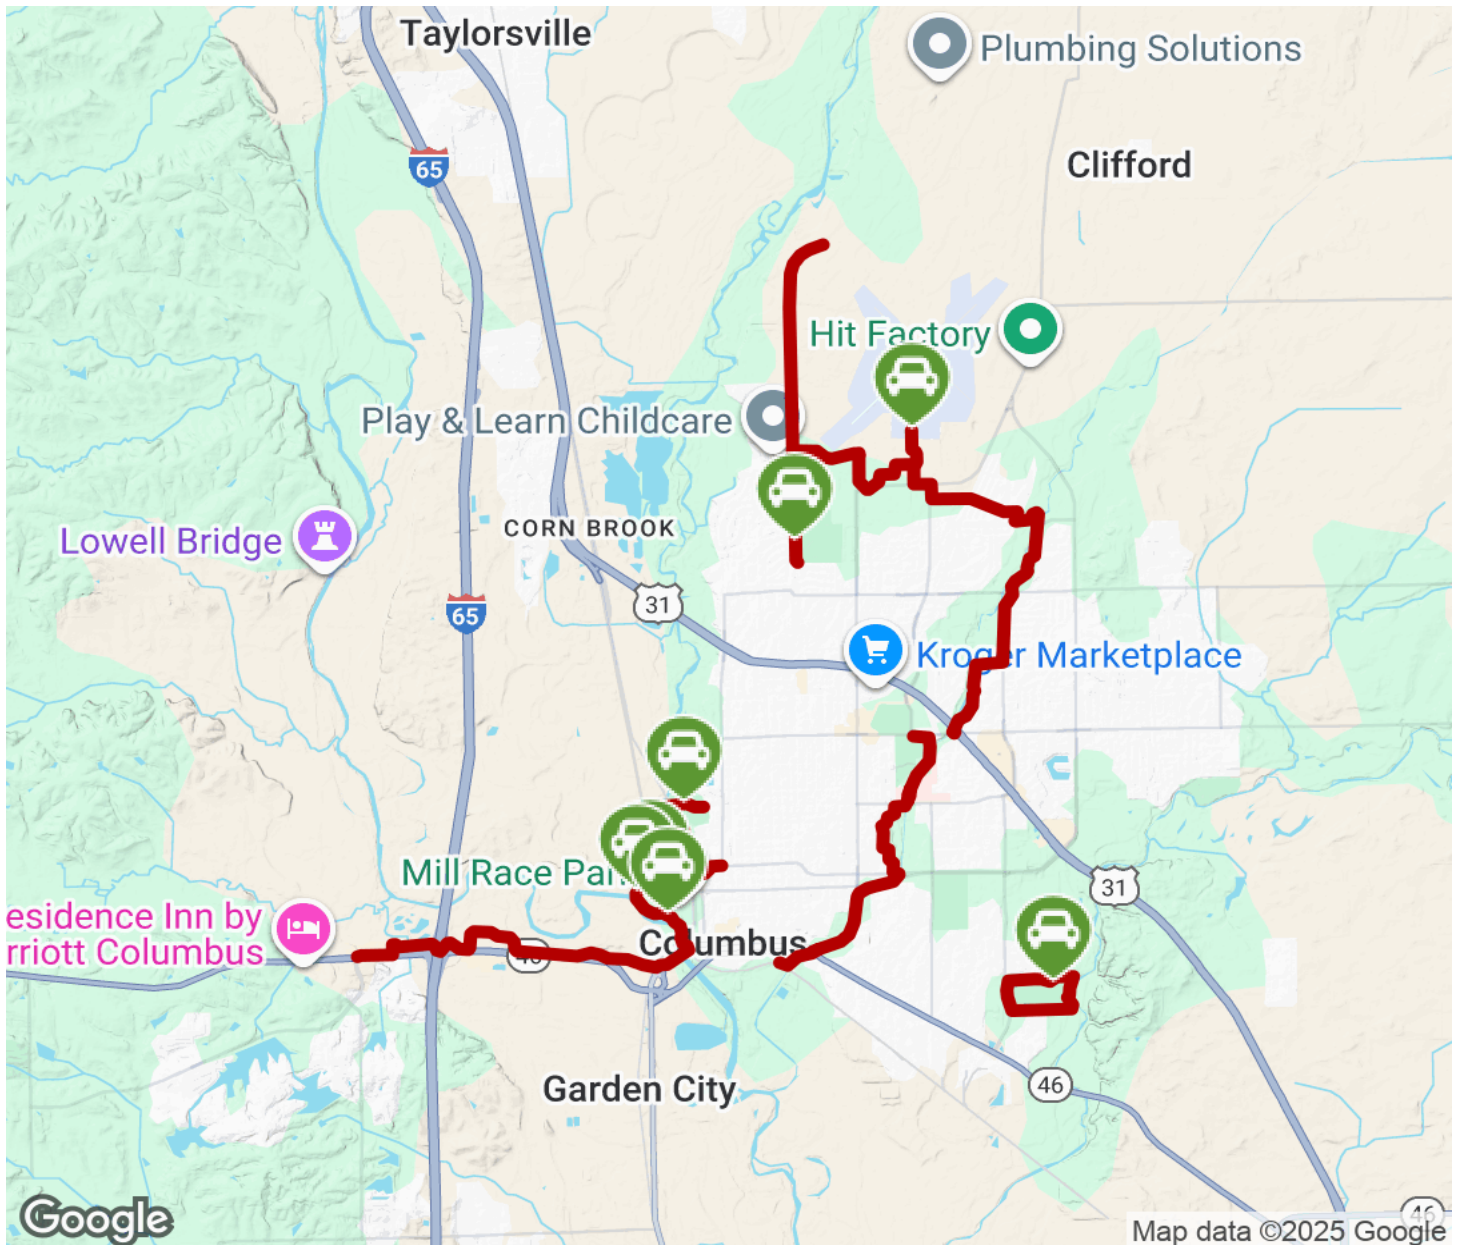 Taylorsville
Plumbing Solutions
65
Clifford
Hit Factory
Play & Learn Childcare
CORN BROOK
Lowell Bridge
65
31
Kroger Marketplace
Mill Race Par
31
esidence Inn by
rriott Columbus
Columbus
46
46
Garden City
46
Google
Map data ©2025 Google